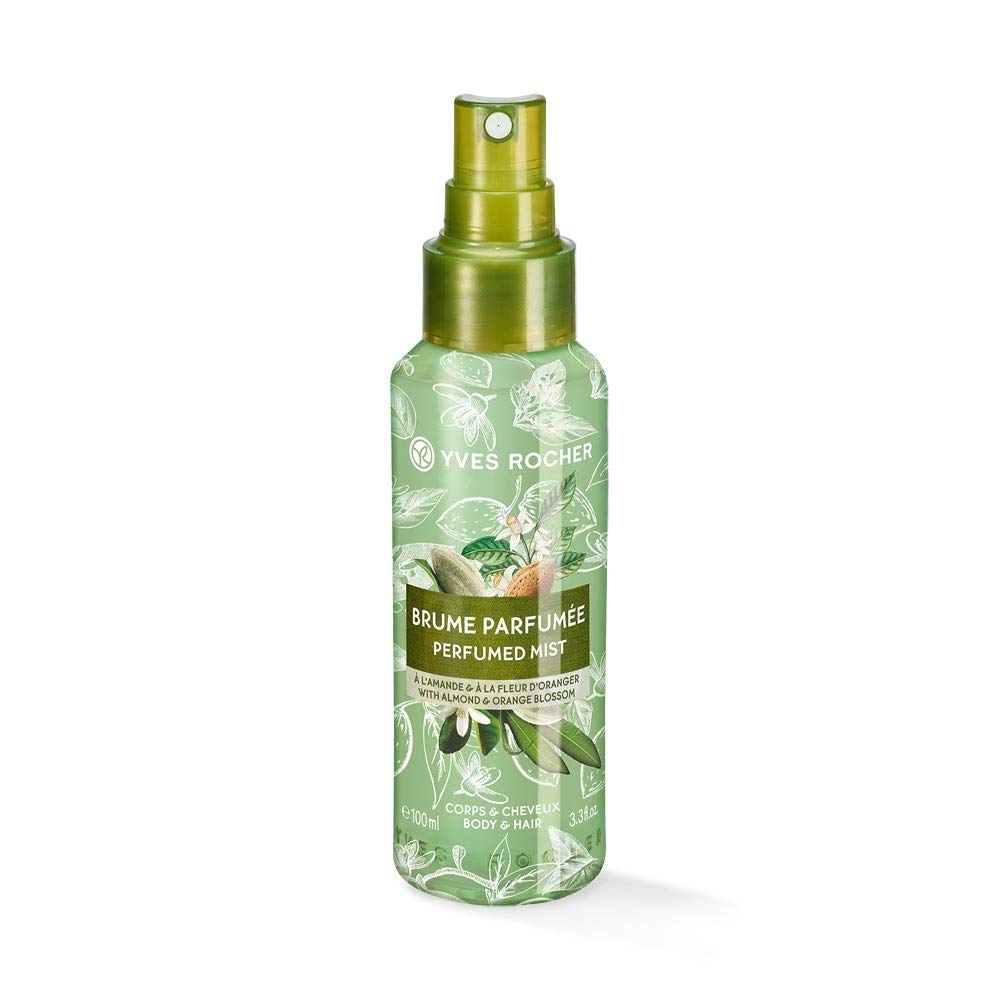 YVES ROCHER
BRUME PARFUMÉE
PERFUMED MIST
À L'AMANDE & À LA FLEUR D'ORANGER
WITH ALMOND & ORANGE BLOSSOM
CORPS & CHEVEUX
BODY & HAIR
℮100ml
3.3fl.oz.